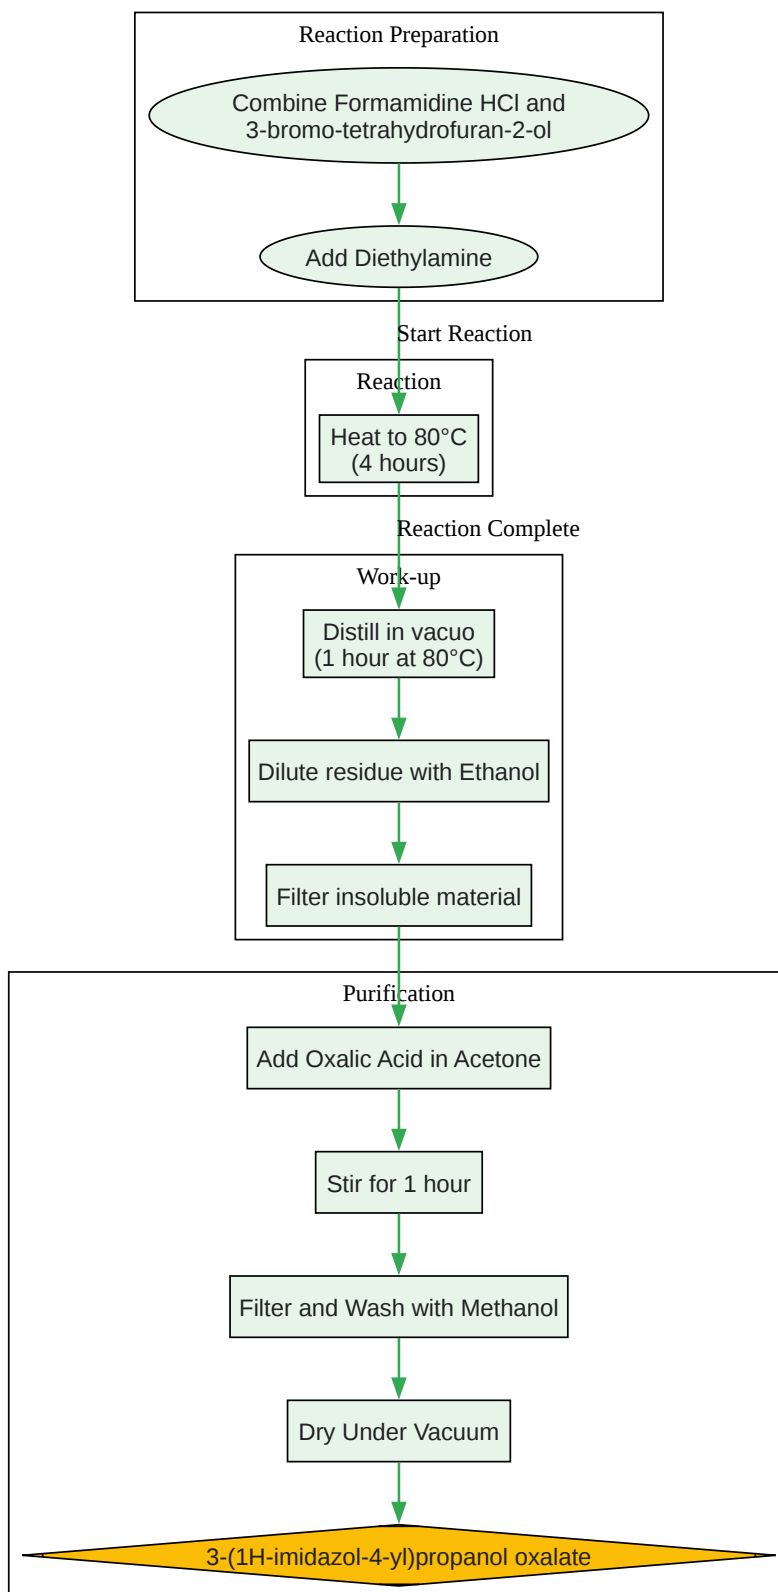 Reaction Preparation
Combine Formamidine HCl and
3-bromo-tetrahydrofuran-2-ol
Add Diethylamine
Start Reaction
Reaction
Heat to 80°C
(4 hours)
Reaction Complete
Work-up
Distill in vacuo
(1 hour at 80°C)
Dilute residue with Ethanol
Filter insoluble material
Purification
Add Oxalic Acid in Acetone
Stir for 1 hour
Filter and Wash with Methanol
Dry Under Vacuum
3-(1H-imidazol-4-yl)propanol oxalate